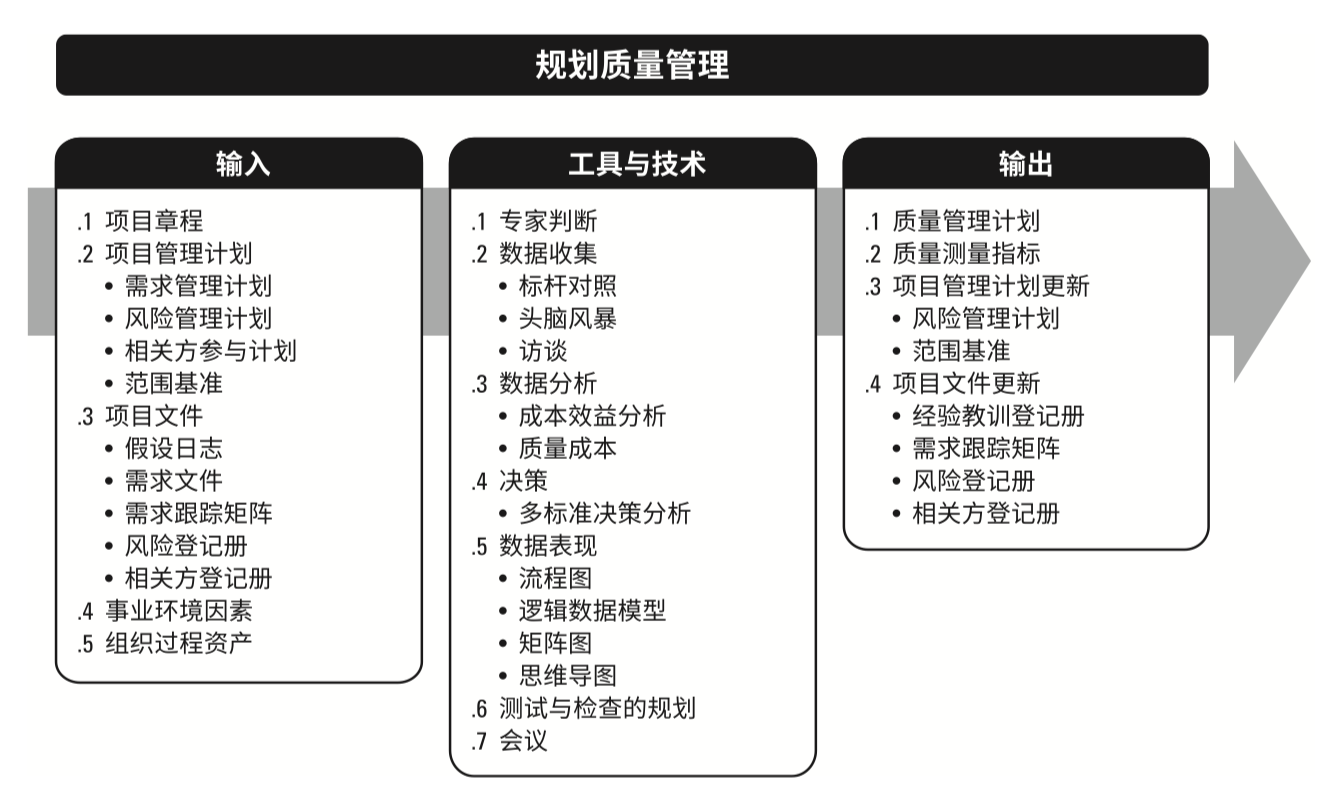 规划质量管理
输入
.1 项目章程
.2 项目管理计划
• 需求管理计划
• 风险管理计划
• 相关方参与计划
• 范围基准
.3 项目文件
• 假设日志
• 需求文件
• 需求跟踪矩阵
• 风险登记册
• 相关方登记册
.4 事业环境因素
.5 组织过程资产
工具与技术
.1 专家判断
.2 数据收集
• 标杆对照
• 头脑风暴
• 访谈
.3 数据分析
• 成本效益分析
• 质量成本
.4 决策
• 多标准决策分析
.5 数据表现
• 流程图
• 逻辑数据模型
• 矩阵图
• 思维导图
.6 测试与检查的规划
.7 会议
输出
.1 质量管理计划
.2 质量测量指标
.3 项目管理计划更新
• 风险管理计划
• 范围基准
.4 项目文件更新
• 经验教训登记册
• 需求跟踪矩阵
• 风险登记册
• 相关方登记册